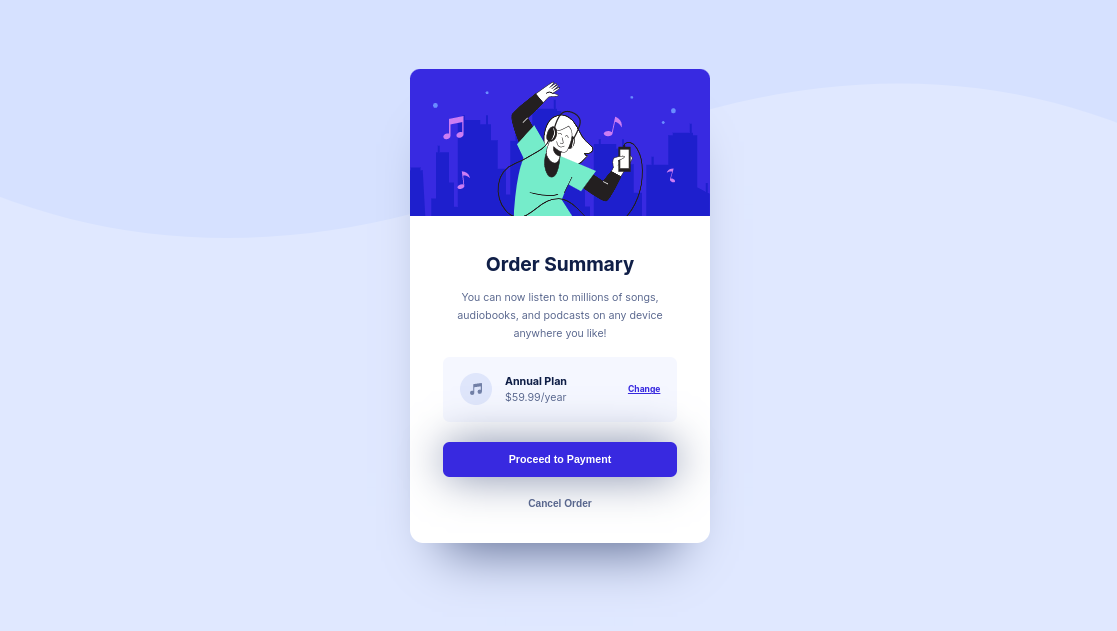 Order Summary
You can now listen to millions of songs,
audiobooks, and podcasts on any device
anywhere you like!
Annual Plan
$59.99/year
Change
Proceed to Payment
Cancel Order